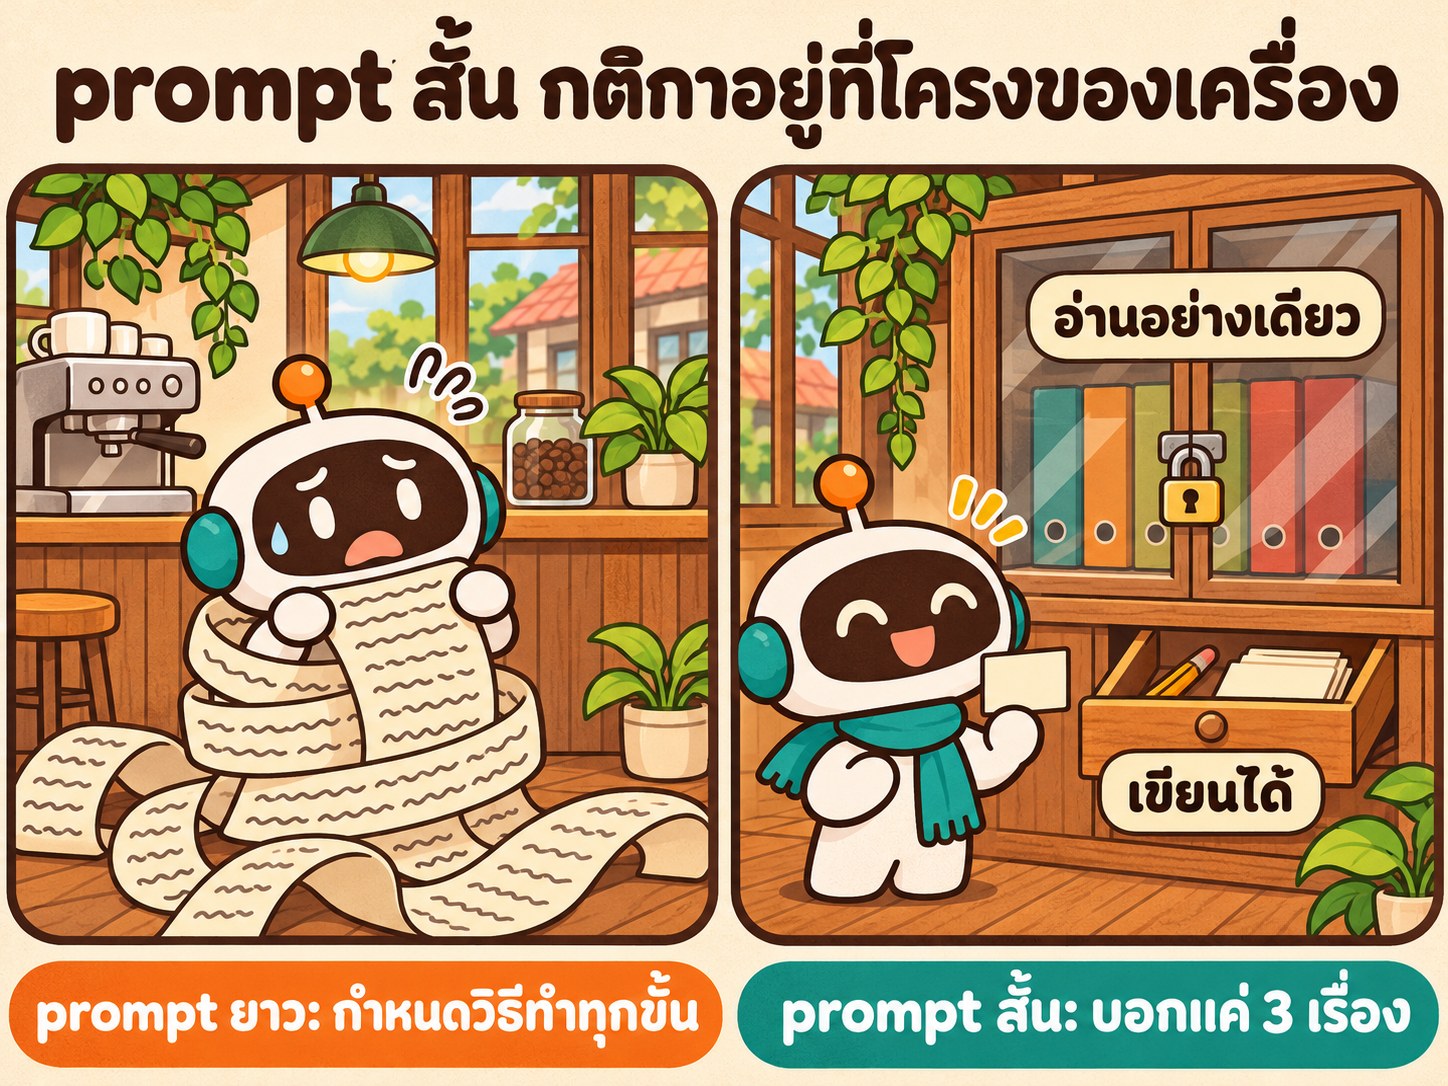 prompt สั้น กติกาอยู่ที่โครงของเครื่อง
อ่านอย่างเดียว
เขียนได้
prompt ยาว: กำหนดวิธีทำทุกขั้น
prompt สั้น: บอกแค่ 3 เรื่อง